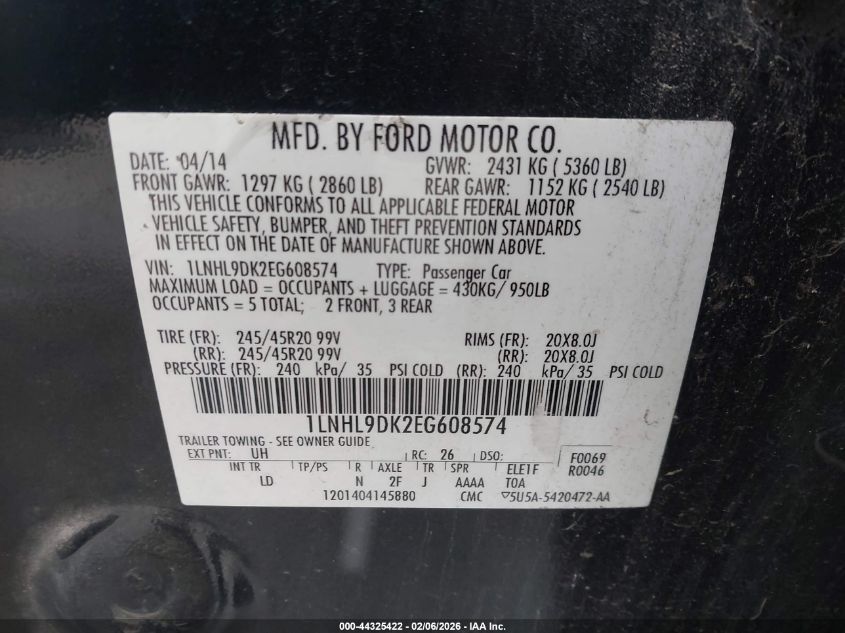 MFD. BY FORD MOTOR CO.
DATE: 04/14 GVWR: 2431 KG ( 5360 LB)
FRONT GAWR: 1297 KG ( 2860 LB) REAR GAWR: 1152 KG ( 2540 LB)
THIS VEHICLE CONFORMS TO ALL APPLICABLE FEDERAL MOTOR
VEHICLE SAFETY, BUMPER, AND THEFT PREVENTION STANDARDS
IN EFFECT ON THE DATE OF MANUFACTURE SHOWN ABOVE.
VIN: 1LNHL9DK2EG608574 TYPE: Passenger Car
MAXIMUM LOAD = OCCUPANTS + LUGGAGE = 430KG/ 950LB
OCCUPANTS = 5 TOTAL; 2 FRONT, 3 REAR
TIRE (FR): 245/45R20 99V RIMS (FR): 20X8.0J
(RR): 245/45R20 99V (RR): 20X8.0J
PRESSURE (FR): 240 kPa/ 35 PSI COLD (RR): 240 kPa/ 35 PSI COLD
1LNHL9DK2EG608574
TRAILER TOWING - SEE OWNER GUIDE
EXT PNT: UH RC: 26 DSO: F0069
INT TR TP/PS R AXLE TR SPR ELE1F R0046
LD N 2F J AAAA TOA
1201404145880 CMC ▽5U5A-5420472-AA
000-44325422 - 02/06/2026 - IAA Inc.